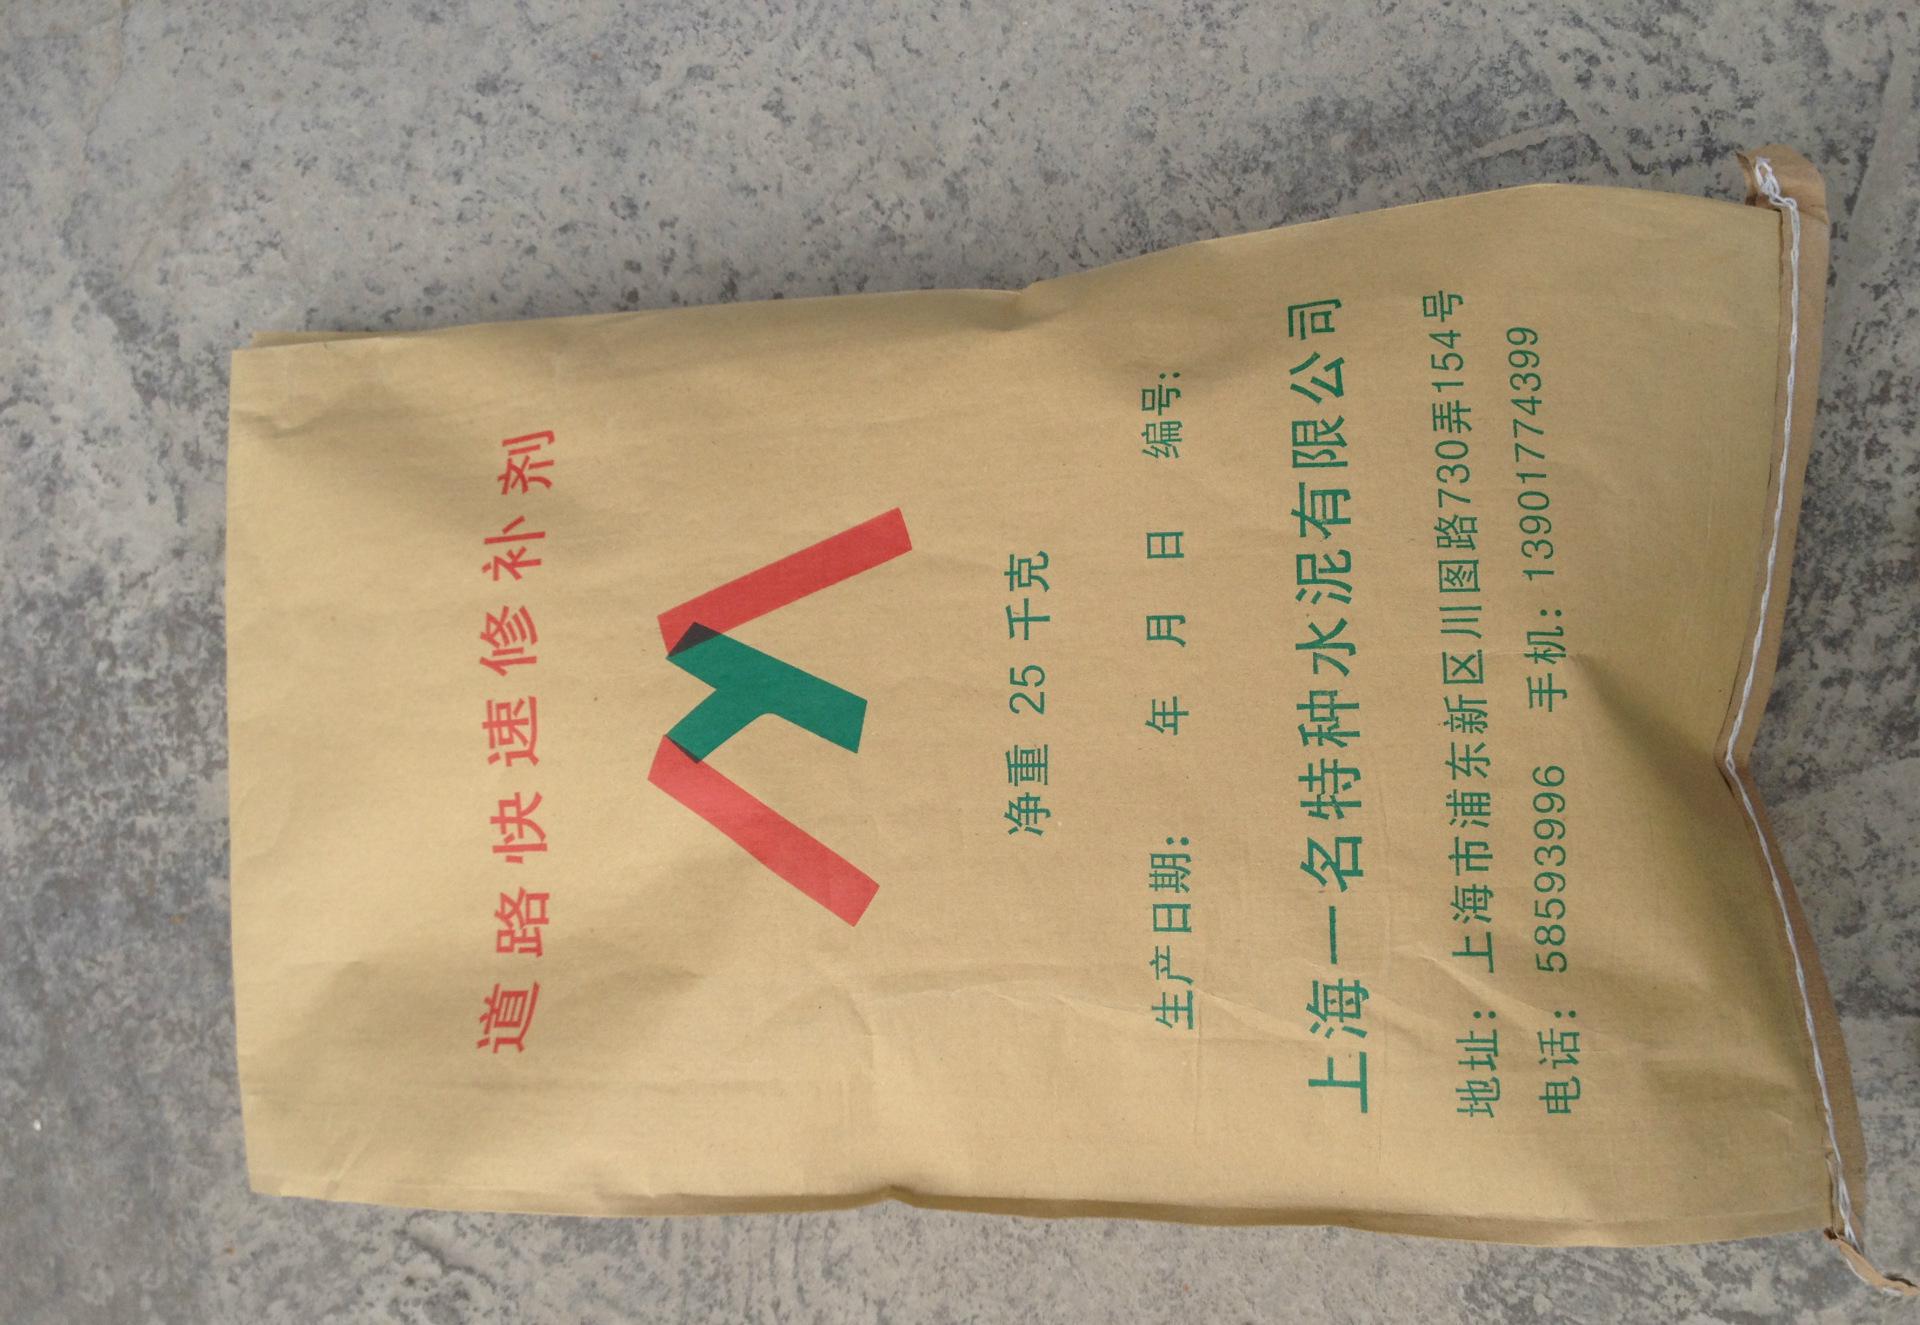 道路快速修补剂
净重 25 千克
生产日期: 年 月 日 编号:
上海一名特种水泥有限公司
地址: 上海市浦东新区川图路730弄154号
电话: 58593996 手机: 13901774399